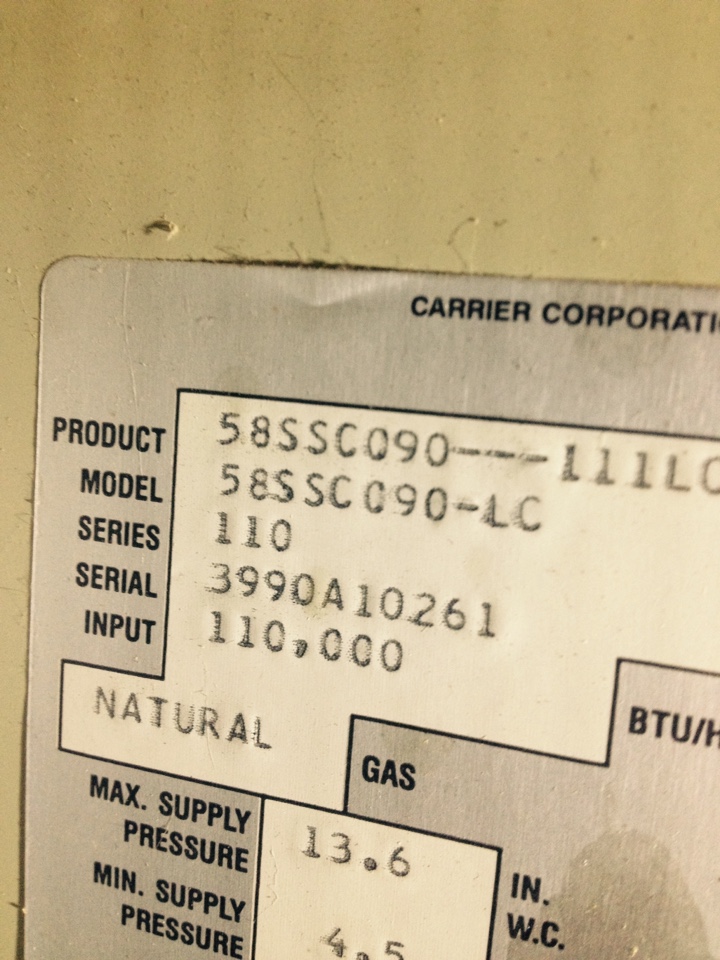 CARRIER CORPORATI
PRODUCT 58SSC090----111LC
MODEL 58SSC090-LC
SERIES 110
SERIAL 3990A10261
INPUT 110,000
BTU/H
NATURAL GAS
MAX. SUPPLY PRESSURE 13.6 IN. W.C.
MIN. SUPPLY PRESSURE 4.5